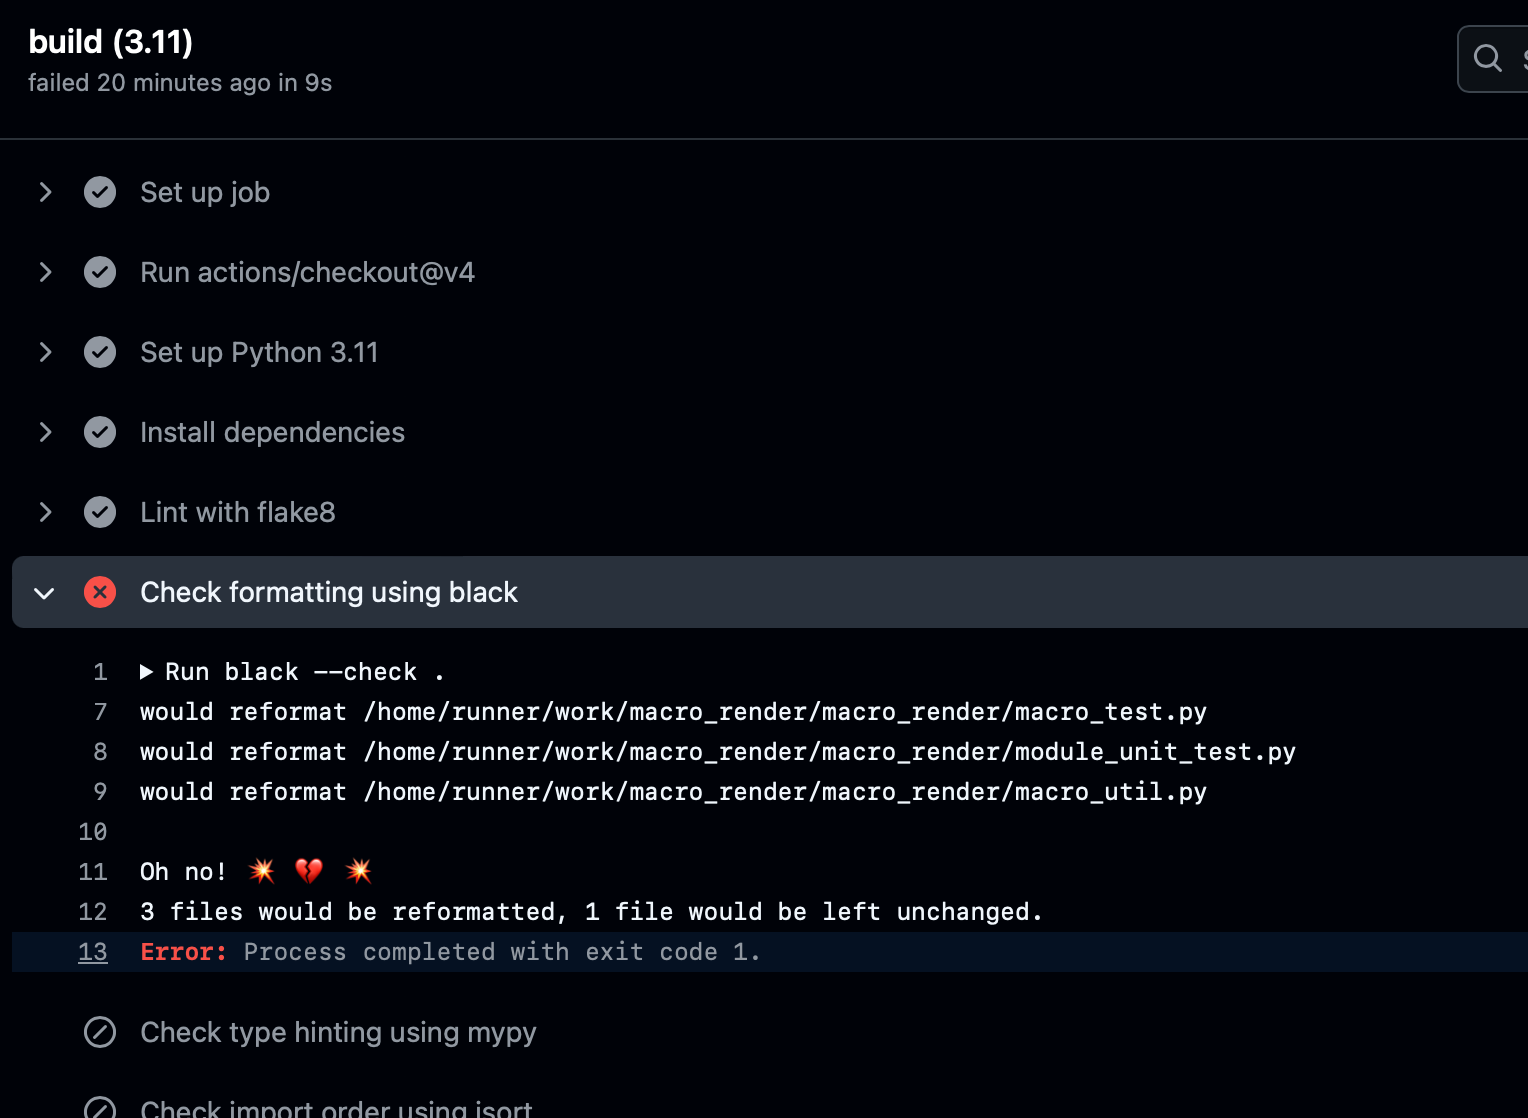 build (3.11)
failed 20 minutes ago in 9s
Set up job
Run actions/checkout@v4
Set up Python 3.11
Install dependencies
Lint with flake8
Check formatting using black
1 ▶ Run black --check .
7 would reformat /home/runner/work/macro_render/macro_render/macro_test.py
8 would reformat /home/runner/work/macro_render/macro_render/module_unit_test.py
9 would reformat /home/runner/work/macro_render/macro_render/macro_util.py
10
11 Oh no! 💥 💔 💥
12 3 files would be reformatted, 1 file would be left unchanged.
13 Error: Process completed with exit code 1.
Check type hinting using mypy
Check import order using isort